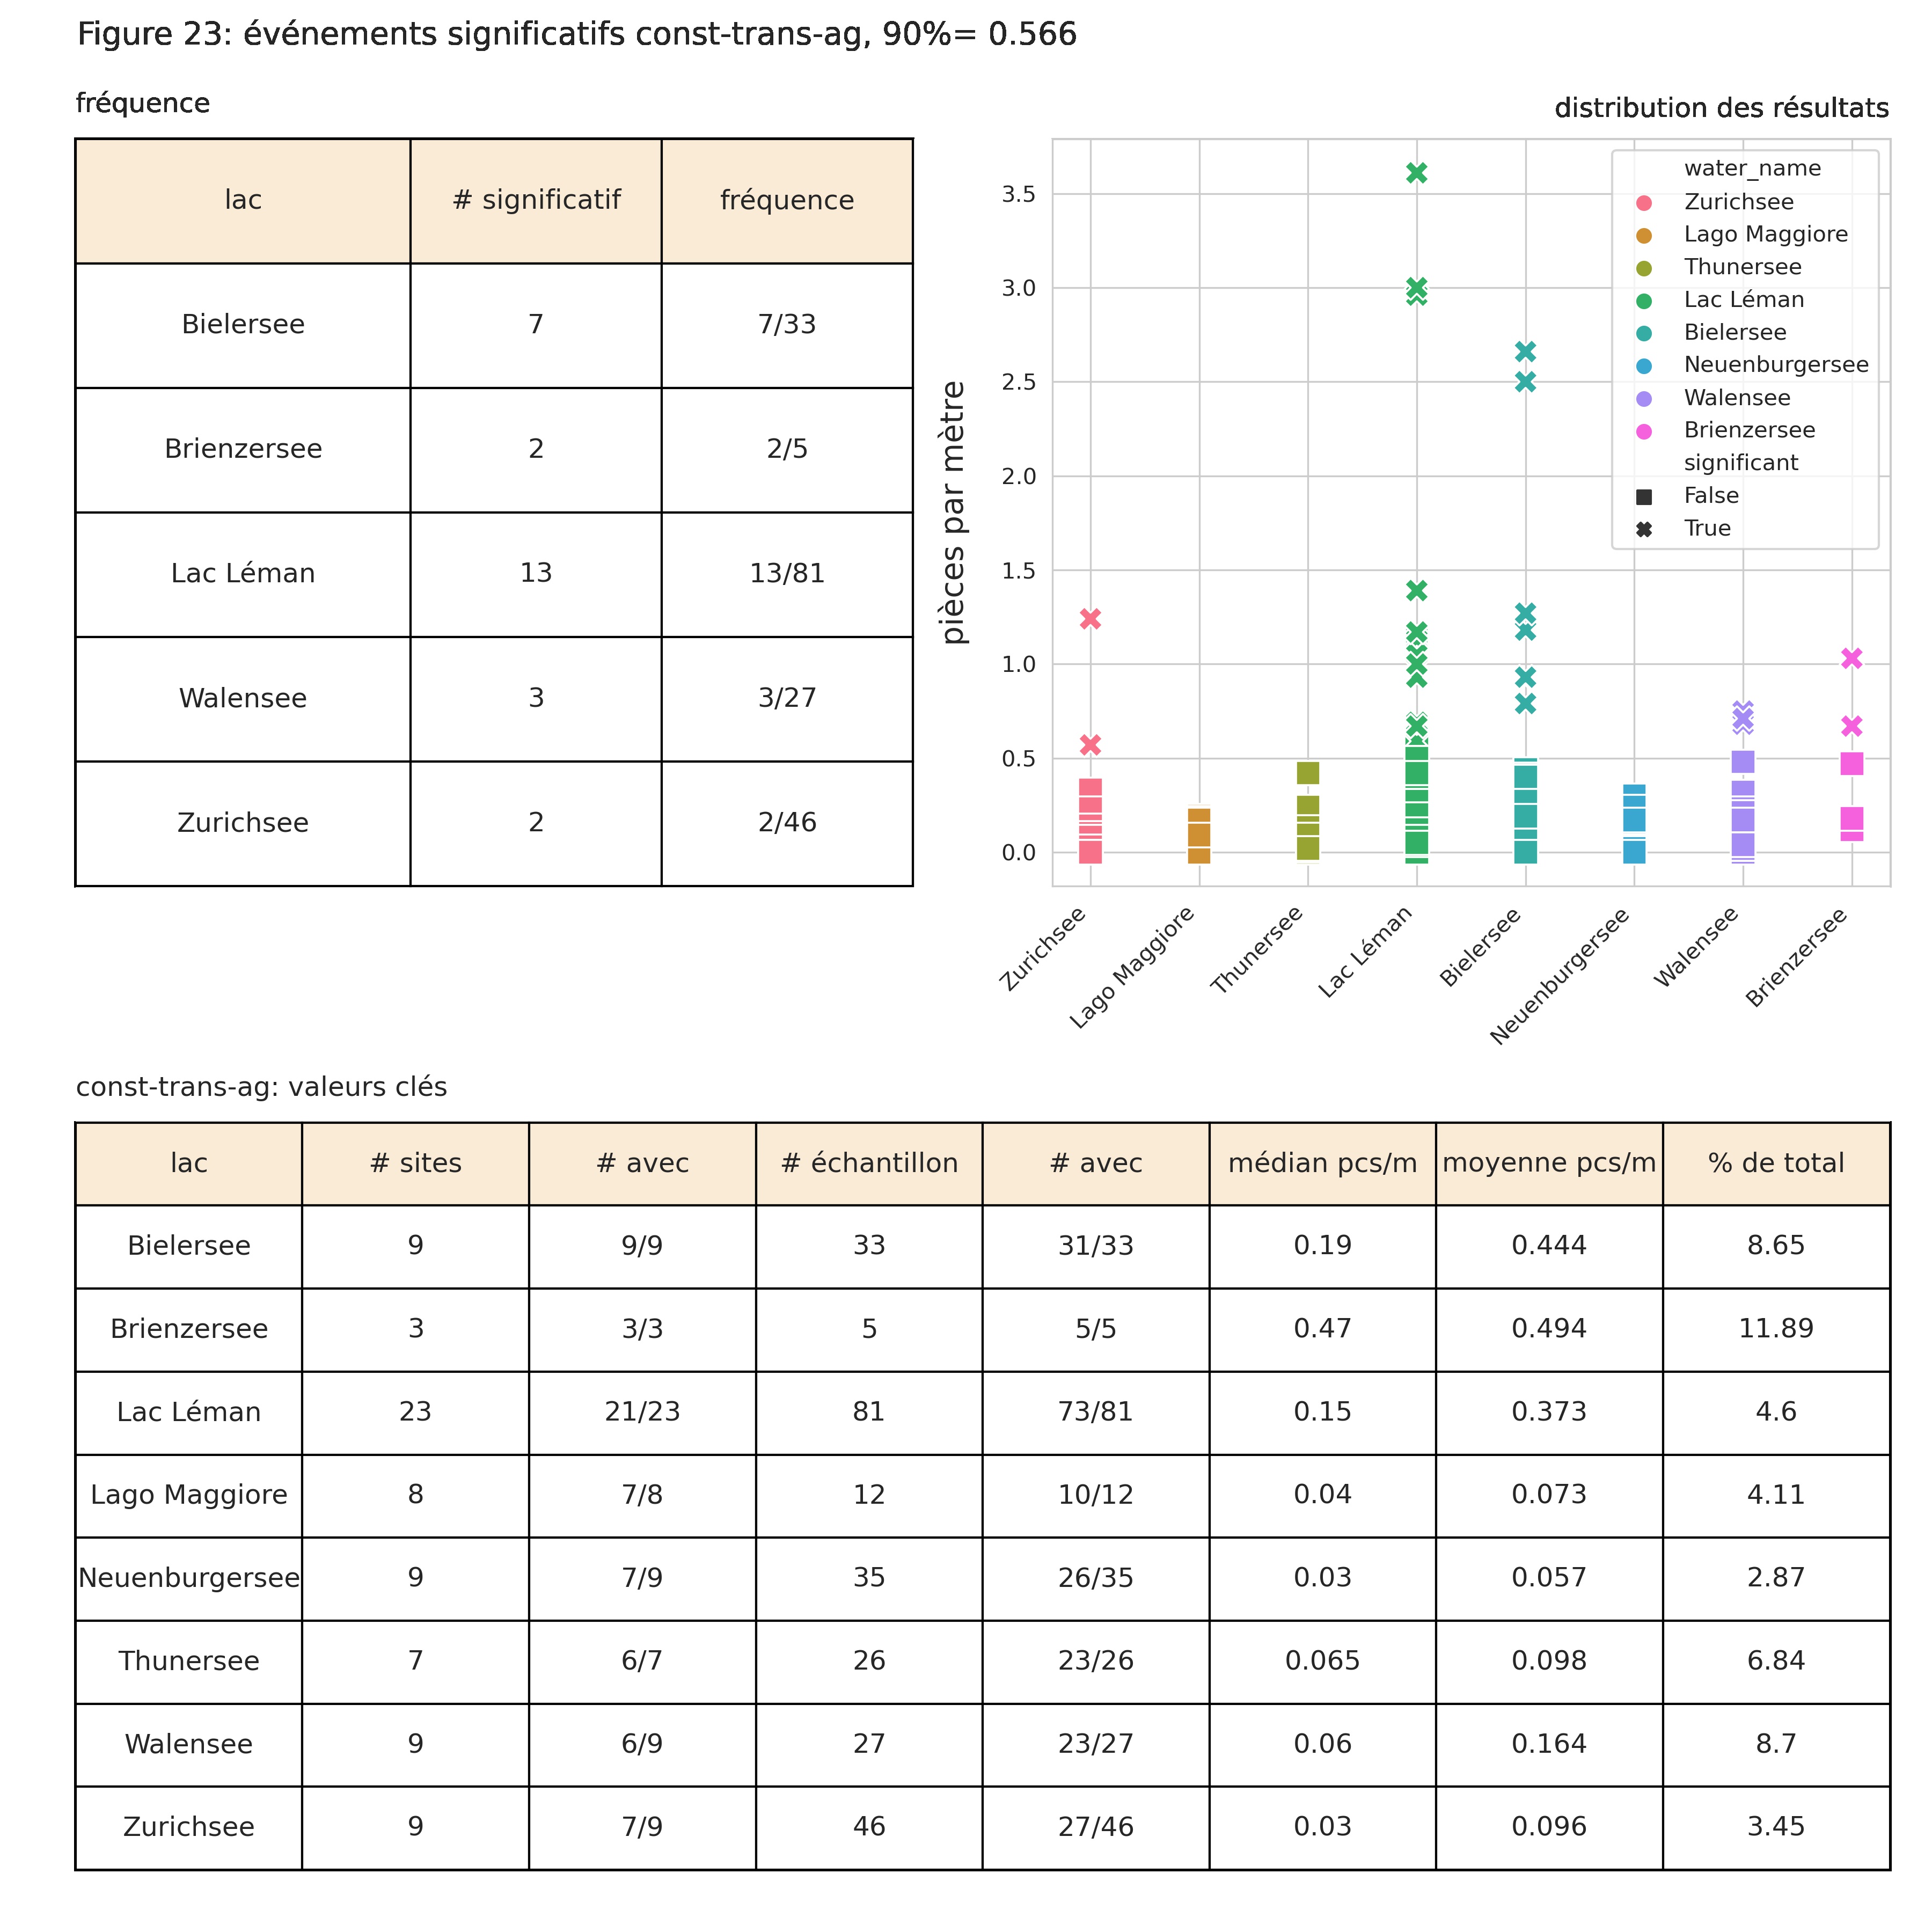 Figure 23: événements significatifs const-trans-ag, 90%= 0.566
fréquence
lac # significatif fréquence
Bielersee 7 7/33
Brienzersee 2 2/5
Lac Léman 13 13/81
Walensee 3 3/27
Zurichsee 2 2/46
distribution des résultats
pièces par mètre
3.5
3.0
2.5
2.0
1.5
1.0
0.5
0.0
water_name
Zurichsee
Lago Maggiore
Thunersee
Lac Léman
Bielersee
Neuenburgersee
Walensee
Brienzersee
significant
False
True
Zurichsee
Lago Maggiore
Thunersee
Lac Léman
Bielersee
Neuenburgersee
Walensee
Brienzersee
const-trans-ag: valeurs clés
lac # sites # avec # échantillon # avec médian pcs/m moyenne pcs/m % de total
Bielersee 9 9/9 33 31/33 0.19 0.444 8.65
Brienzersee 3 3/3 5 5/5 0.47 0.494 11.89
Lac Léman 23 21/23 81 73/81 0.15 0.373 4.6
Lago Maggiore 8 7/8 12 10/12 0.04 0.073 4.11
Neuenburgersee 9 7/9 35 26/35 0.03 0.057 2.87
Thunersee 7 6/7 26 23/26 0.065 0.098 6.84
Walensee 9 6/9 27 23/27 0.06 0.164 8.7
Zurichsee 9 7/9 46 27/46 0.03 0.096 3.45